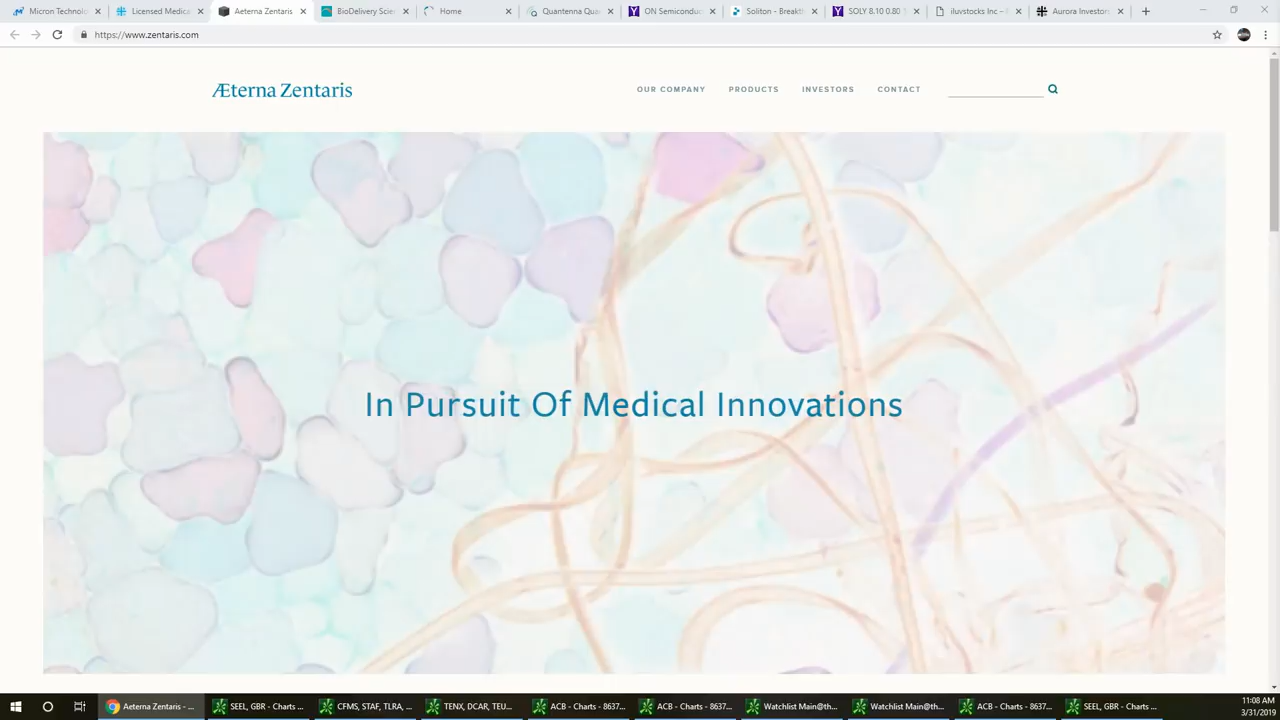 Micron Technolo
Licensed Medica
Aeterna Zentaris
BioDelivery Scie
Home
Quantenna Qua
ON Semiconduc
Soliton - Breakth
SOLY 8.10 0.80
iluvstocks Inc –
Aurora Investors
https://www.zentaris.com
Æterna Zentaris
OUR COMPANY
PRODUCTS
INVESTORS
CONTACT
In Pursuit Of Medical Innovations
Aeterna Zentaris - ...
SEEL, GBR - Charts ...
CFMS, STAF, TLRA, ...
TENX, DCAR, TEU...
ACB - Charts - 8637...
ACB - Charts - 8637...
Watchlist Main@th...
Watchlist Main@th...
ACB - Charts - 8637...
SEEL, GBR - Charts ...
11:08 AM
3/31/2019